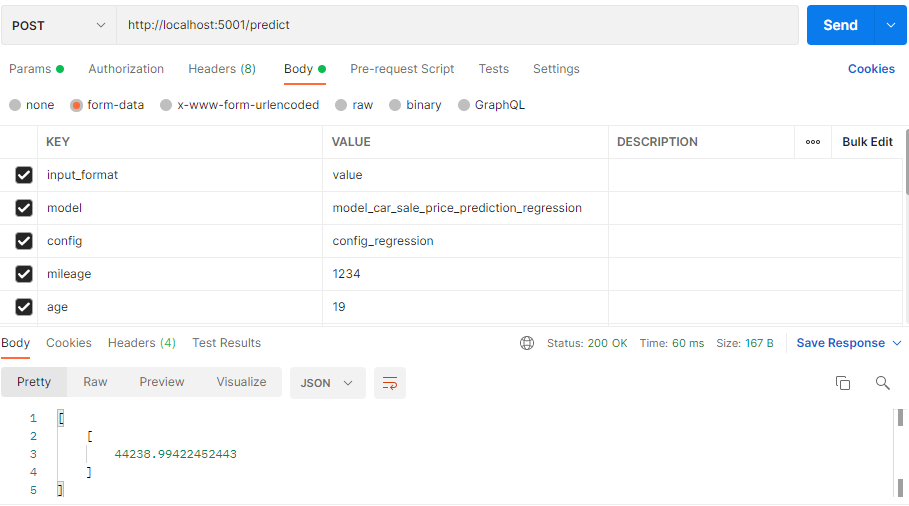 POST http://localhost:5001/predict Send
Params Authorization Headers (8) Body Pre-request Script Tests Settings Cookies
none form-data x-www-form-urlencoded raw binary GraphQL
KEY VALUE DESCRIPTION Bulk Edit
input_format value
model model_car_sale_price_prediction_regression
config config_regression
mileage 1234
age 19
Body Cookies Headers (4) Test Results Status: 200 OK Time: 60 ms Size: 167 B Save Response
Pretty Raw Preview Visualize JSON
1 [
2 [
3 44238.99422452443
4 ]
5 ]